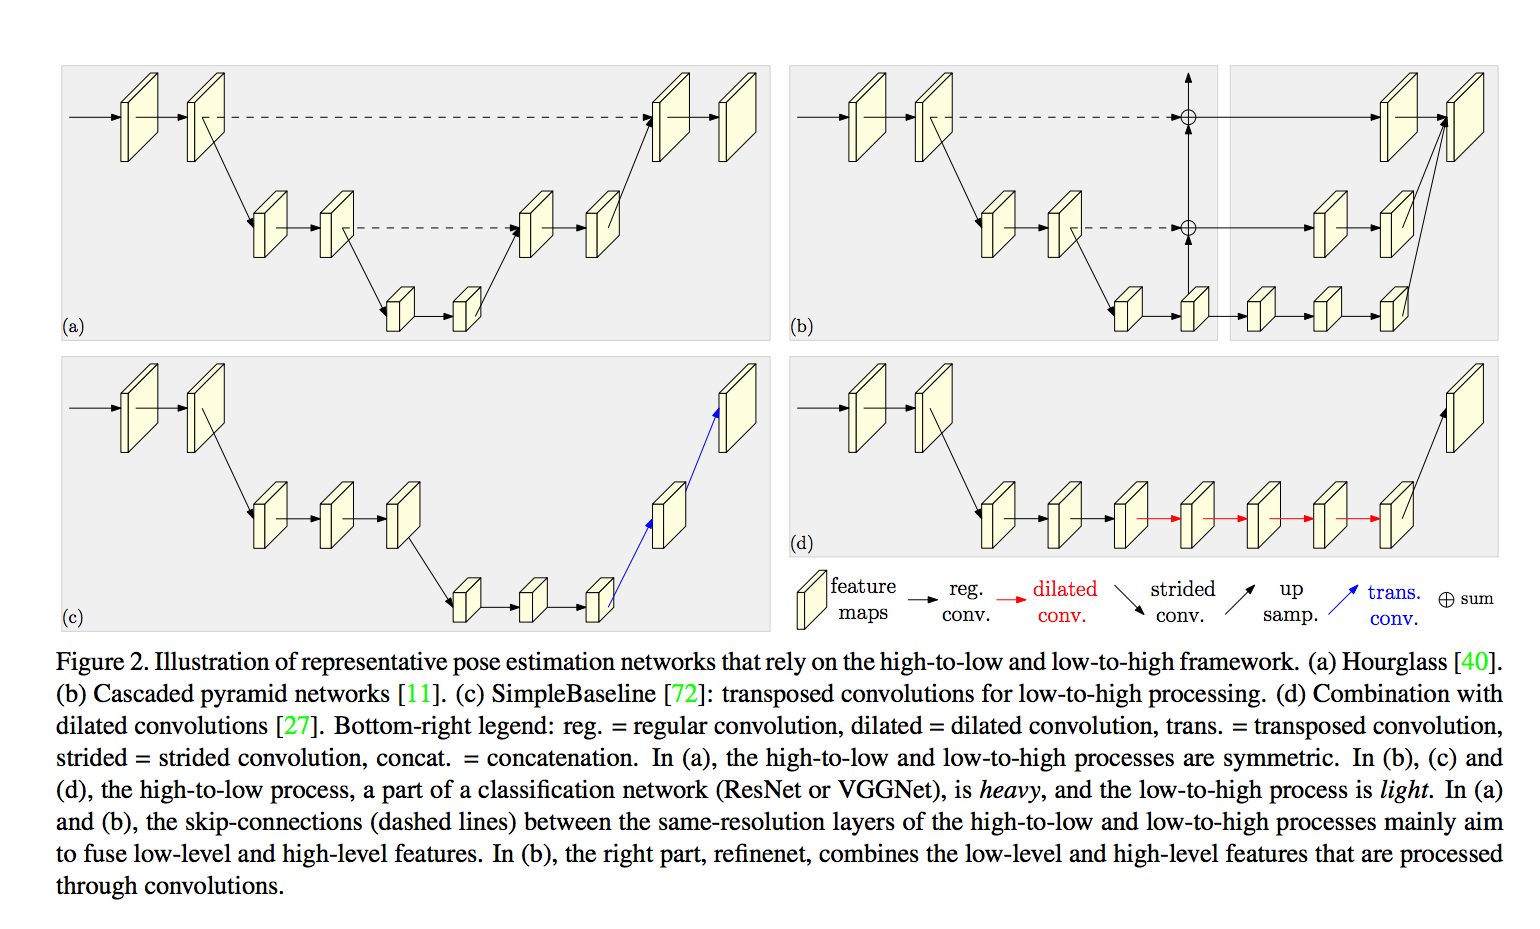 (a)
(b)
(c)
(d)
feature
maps
reg.
conv.
dilated
conv.
strided
conv.
up
samp.
trans.
conv.
sum
Figure 2. Illustration of representative pose estimation networks that rely on the high-to-low and low-to-high framework. (a) Hourglass [40].
(b) Cascaded pyramid networks [11]. (c) SimpleBaseline [72]: transposed convolutions for low-to-high processing. (d) Combination with
dilated convolutions [27]. Bottom-right legend: reg. = regular convolution, dilated = dilated convolution, trans. = transposed convolution,
strided = strided convolution, concat. = concatenation. In (a), the high-to-low and low-to-high processes are symmetric. In (b), (c) and
(d), the high-to-low process, a part of a classification network (ResNet or VGGNet), is heavy, and the low-to-high process is light. In (a)
and (b), the skip-connections (dashed lines) between the same-resolution layers of the high-to-low and low-to-high processes mainly aim
to fuse low-level and high-level features. In (b), the right part, refinenet, combines the low-level and high-level features that are processed
through convolutions.